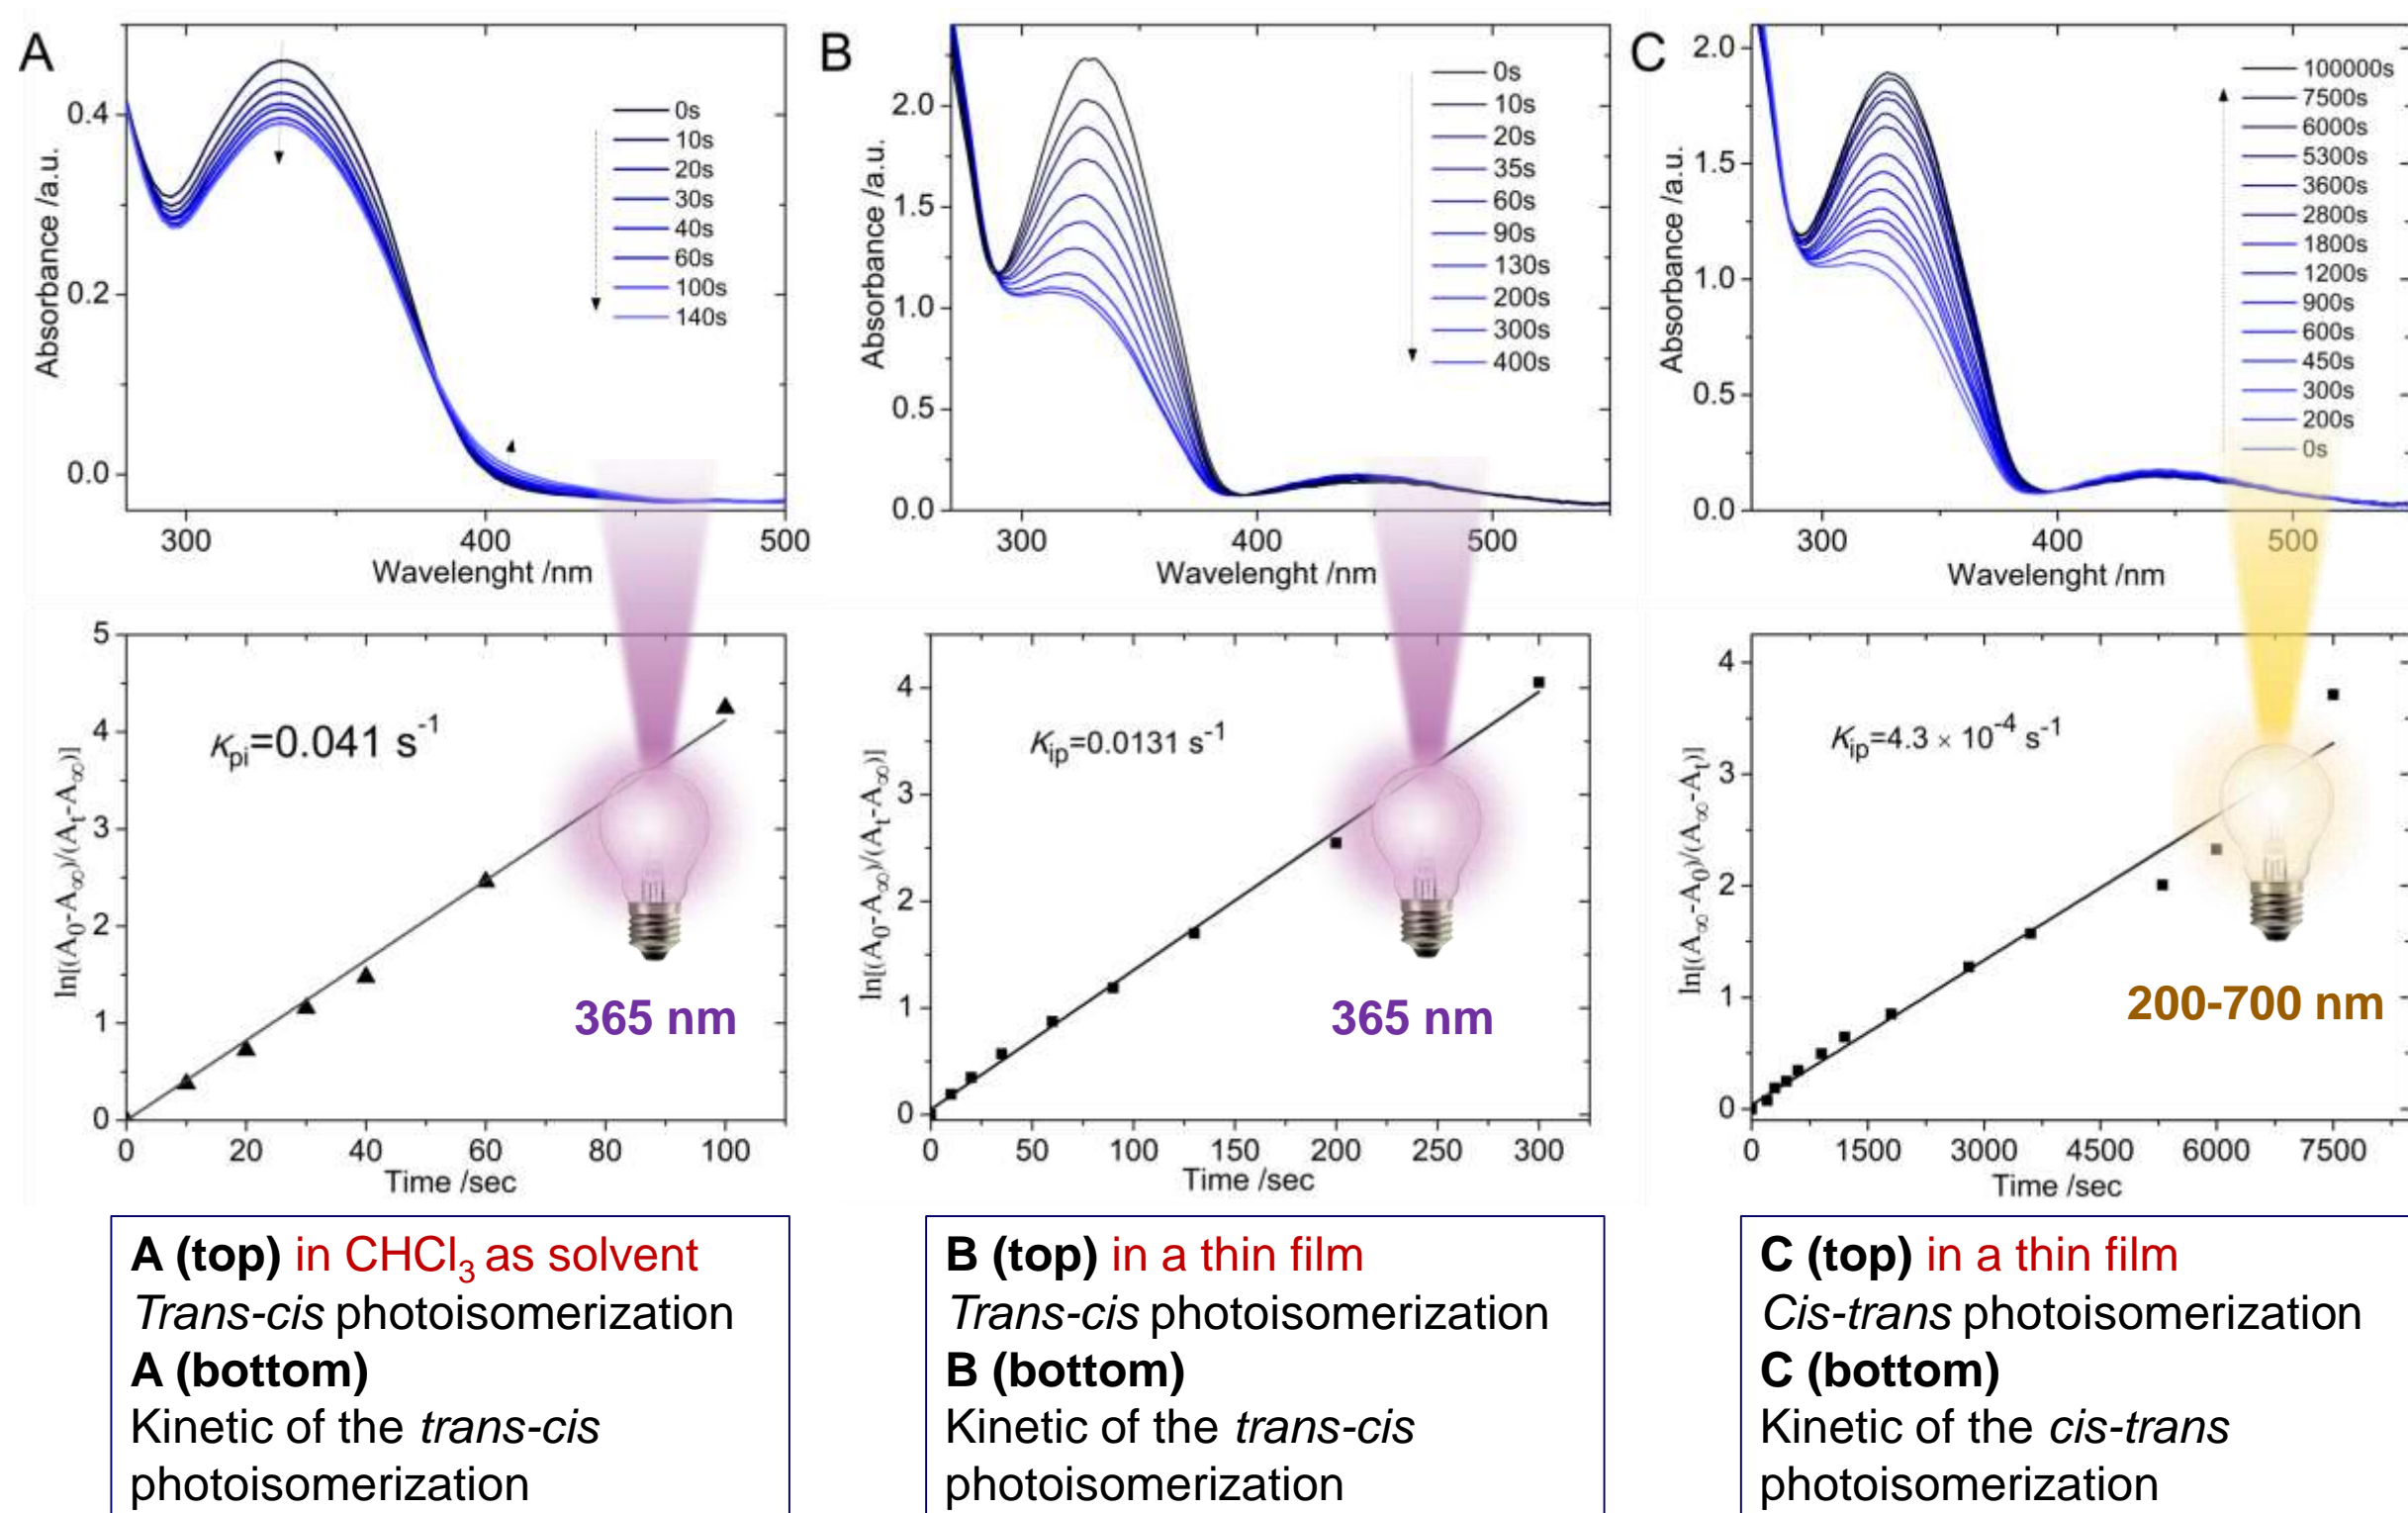 A
0.4
0.2
0.0
Absorbance /a.u.
0s
10s
20s
30s
40s
60s
100s
140s
300
400
500
Wavelenght /nm
B
2.0
1.5
1.0
0.5
0.0
Absorbance /a.u.
0s
10s
20s
35s
60s
90s
130s
200s
300s
400s
300
400
500
Wavelenght /nm
C
2.0
1.5
1.0
0.5
0.0
Absorbance /a.u.
100000s
7500s
6000s
5300s
3600s
2800s
1800s
1200s
900s
600s
450s
300s
200s
0s
300
400
500
Wavelenght /nm
5
4
3
2
1
0
ln[(A₀-A∞)/(Aₜ-A∞)]
Kpi=0.041 s⁻¹
365 nm
0
20
40
60
80
100
Time /sec
4
3
2
1
0
ln[(A₀-A∞)/(Aₜ-A∞)]
Kip=0.0131 s⁻¹
365 nm
0
50
100
150
200
250
300
Time /sec
4
3
2
1
0
ln[(A∞-A₀)/(A∞-Aₜ)]
Kip=4.3 × 10⁻⁴ s⁻¹
200-700 nm
0
1500
3000
4500
6000
7500
Time /sec
A (top) in CHCl₃ as solvent
Trans-cis photoisomerization
A (bottom)
Kinetic of the trans-cis
photoisomerization
B (top) in a thin film
Trans-cis photoisomerization
B (bottom)
Kinetic of the trans-cis
photoisomerization
C (top) in a thin film
Cis-trans photoisomerization
C (bottom)
Kinetic of the cis-trans
photoisomerization